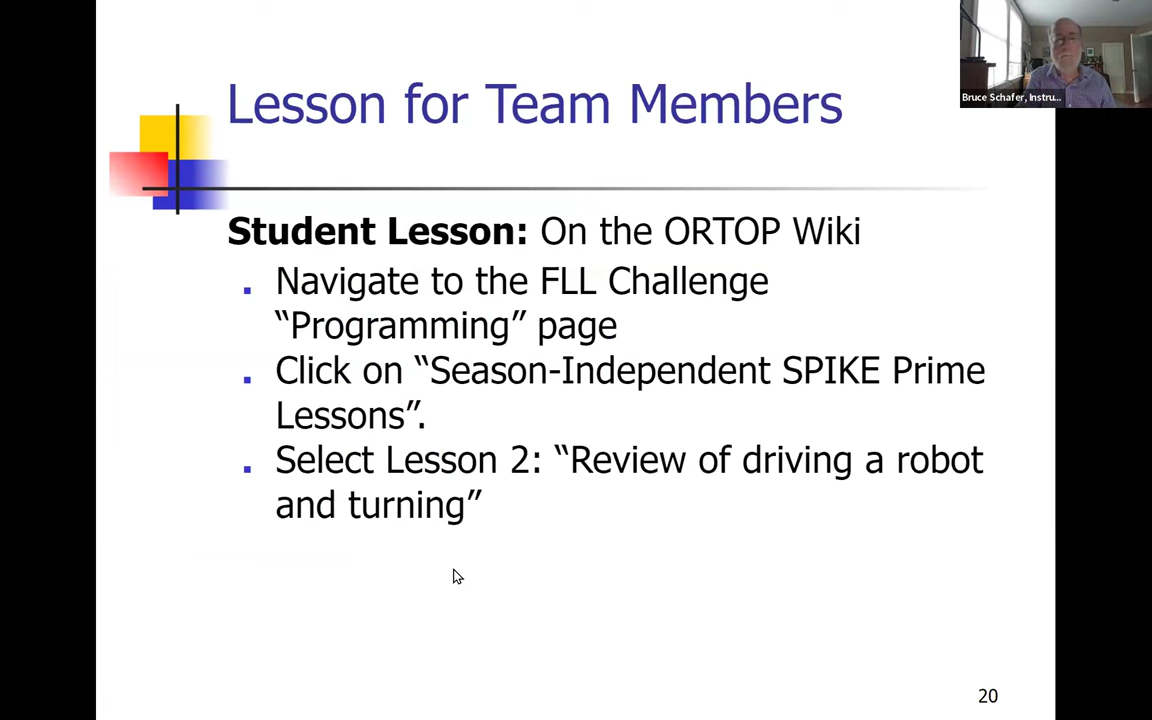 Bruce Schafer, Instru...
Lesson for Team Members
Student Lesson: On the ORTOP Wiki
Navigate to the FLL Challenge
“Programming” page
Click on “Season-Independent SPIKE Prime
Lessons”.
Select Lesson 2: “Review of driving a robot
and turning”
20